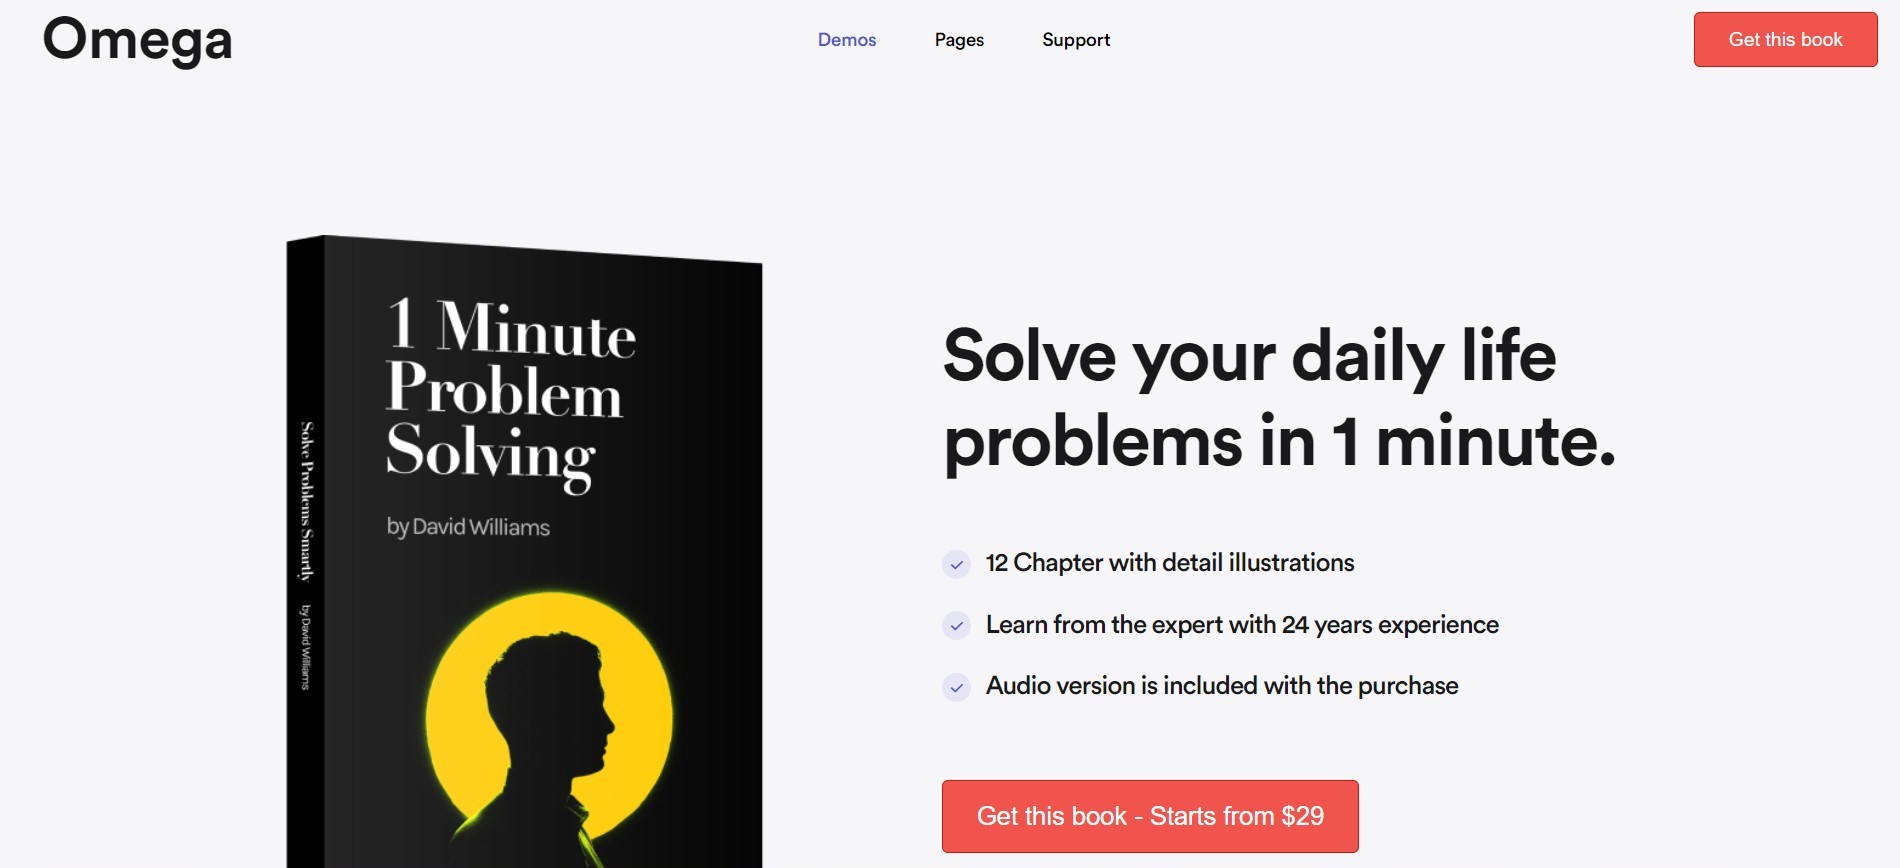 Omega
Demos
Pages
Support
Get this book
1 Minute
Problem
Solving
by David Williams
Solve Problems Smartly by David Williams
Solve your daily life
problems in 1 minute.
12 Chapter with detail illustrations
Learn from the expert with 24 years experience
Audio version is included with the purchase
Get this book - Starts from $29